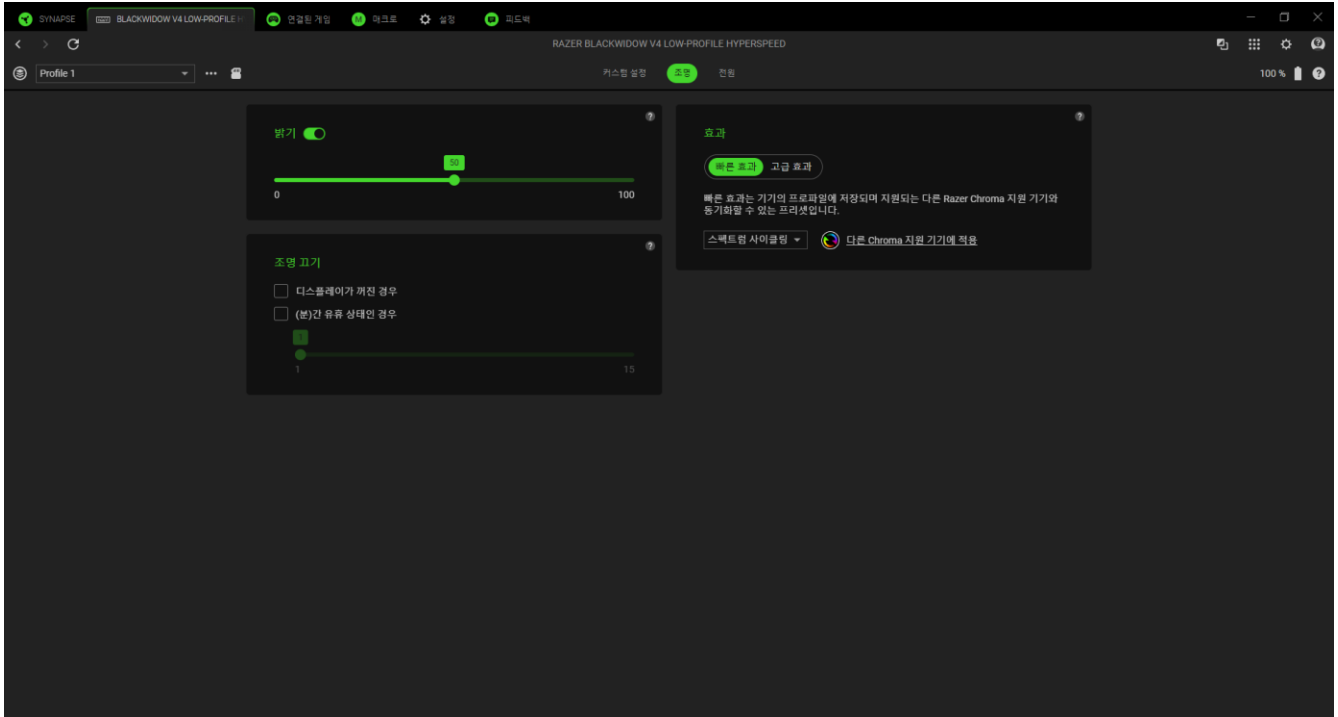 SYNAPSE
BLACKWIDOW V4 LOW-PROFILE H
연결된 게임
M
매크로
설정
피드백
RAZER BLACKWIDOW V4 LOW-PROFILE HYPERSPEED
Profile 1
커스텀 설정
조명
전원
100 %
밝기
50
0
100
조명 끄기
디스플레이가 꺼진 경우
(분)간 유휴 상태인 경우
1
1
15
효과
빠른 효과
고급 효과
빠른 효과는 기기의 프로파일에 저장되며 지원되는 다른 Razer Chroma 지원 기기와
동기화할 수 있는 프리셋입니다.
스펙트럼 사이클링
다른 Chroma 지원 기기에 적용